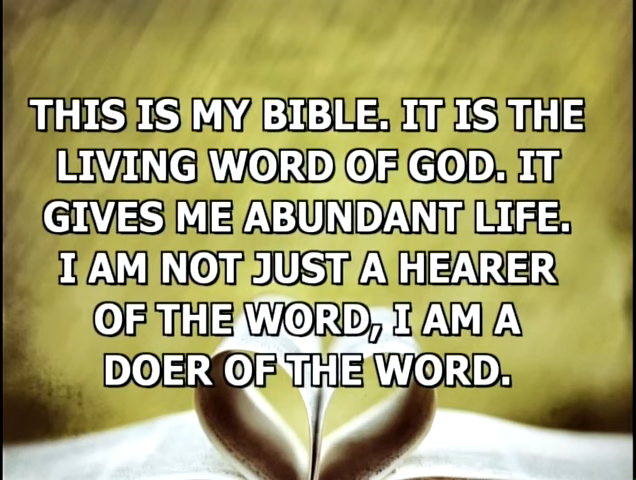 THIS IS MY BIBLE. IT IS THE
LIVING WORD OF GOD. IT
GIVES ME ABUNDANT LIFE.
I AM NOT JUST A HEARER
OF THE WORD, I AM A
DOER OF THE WORD.